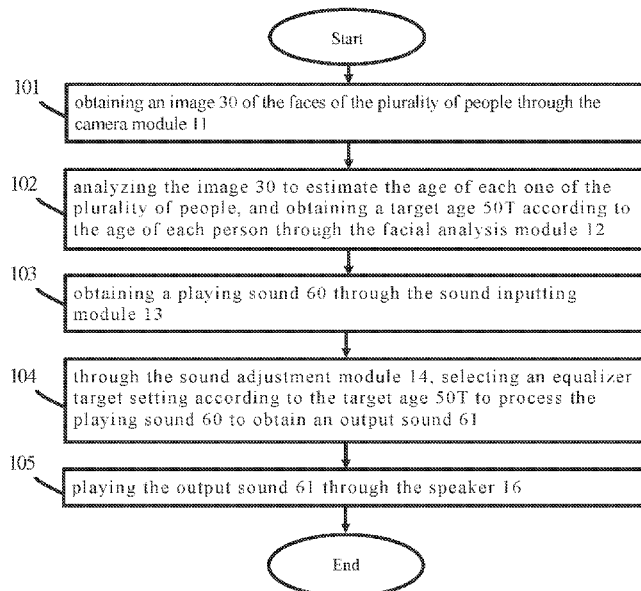 Start
101
obtaining an image 30 of the faces of the plurality of people through the
camera module 11
102
analyzing the image 30 to estimate the age of each one of the
plurality of people, and obtaining a target age 50T according to
the age of each person through the facial analysis module 12
103
obtaining a playing sound 60 through the sound inputting
module 13
104
through the sound adjustment module 14, selecting an equalizer
target setting according to the target age 50T to process the
playing sound 60 to obtain an output sound 61
105
playing the output sound 61 through the speaker 16
End